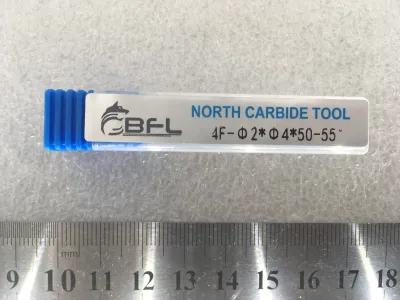 BFL
NORTH CARBIDE TOOL
4F-Φ2*Φ4*50-55°
9 10 11 12 13 14 15 16 17 18